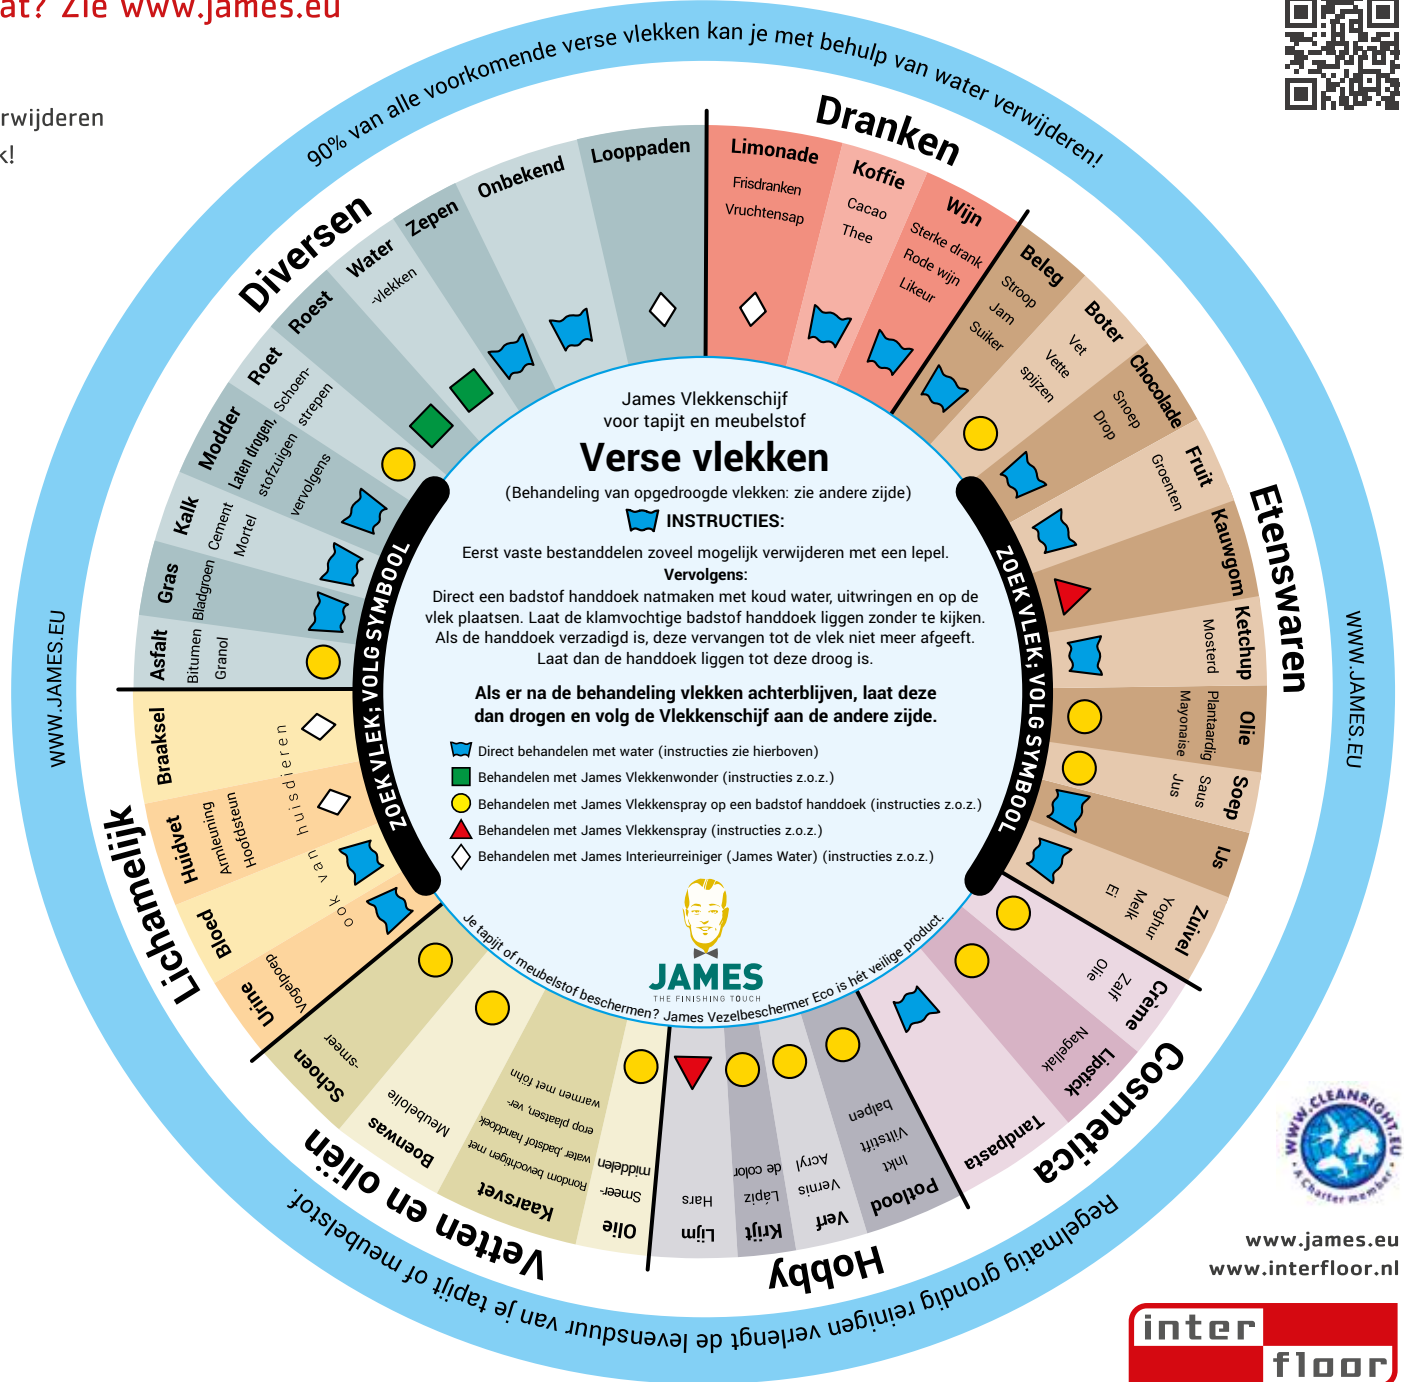 at? Zie www.james.eu
rwijderen
k!
90% van alle voorkomende verse vlekken kan je met behulp van water verwijderen!
WWW.JAMES.EU
WWW.JAMES.EU
Regelmatig grondig reinigen verlengt de levensduur van je tapijt of meubelstof.
Dranken
Limonade
Frisdranken
Vruchtensap
Koffie
Cacao
Thee
Wijn
Sterke drank
Rode wijn
Likeur
Etenswaren
Beleg
Stroop
Jam
Suiker
Boter
Vet
Vette
spijzen
Chocolade
Snoep
Drop
Fruit
Groenten
Kauwgom
Ketchup
Mosterd
Olie
Plantaardig
Mayonaise
Soep
Saus
Jus
IJs
Zuivel
Yoghur
Melk
Ei
Cosmetica
Crème
Zalf
Olie
Lipstick
Nagellak
Tandpasta
Hobby
Potlood
Inkt
Viltstift
balpen
Verf
Vernis
Acryl
Krijt
Lápiz
de color
Lijm
Hars
Vetten en oliën
Olie
Smeer-
middelen
Kaarsvet
Rondom bevochtigen met
water, badstof handdoek
erop plaatsen, ver-
warmen met föhn
Boenwas
Meubelolie
Schoen
-smeer
Lichamelijk
Urine
Vogelpoep
Bloed
Huidvet
Armleuning
Hoofdsteun
Braaksel
ook van huisdieren
Diversen
Asfalt
Bitumen
Granol
Gras
Bladgroen
Kalk
Cement
Mortel
Modder
Laten drogen,
stofzuigen
vervolgens
Roet
Schoen-
strepen
Roest
Water
-vlekken
Zepen
Onbekend
Looppaden
ZOEK VLEK; VOLG SYMBOOL
ZOEK VLEK; VOLG SYMBOOL
James Vlekkenschijf
voor tapijt en meubelstof
Verse vlekken
(Behandeling van opgedroogde vlekken: zie andere zijde)
INSTRUCTIES:
Eerst vaste bestanddelen zoveel mogelijk verwijderen met een lepel.
Vervolgens:
Direct een badstof handdoek natmaken met koud water, uitwringen en op de
vlek plaatsen. Laat de klamvochtige badstof handdoek liggen zonder te kijken.
Als de handdoek verzadigd is, deze vervangen tot de vlek niet meer afgeeft.
Laat dan de handdoek liggen tot deze droog is.
Als er na de behandeling vlekken achterblijven, laat deze
dan drogen en volg de Vlekkenschijf aan de andere zijde.
Direct behandelen met water (instructies zie hierboven)
Behandelen met James Vlekkenwonder (instructies z.o.z.)
Behandelen met James Vlekkenspray op een badstof handdoek (instructies z.o.z.)
Behandelen met James Vlekkenspray (instructies z.o.z.)
Behandelen met James Interieurreiniger (James Water) (instructies z.o.z.)
JAMES
THE FINISHING TOUCH
Je tapijt of meubelstof beschermen? James Vezelbeschermer Eco is hét veilige product.
WWW.CLEANRIGHT.EU
A Charter member
www.james.eu
www.interfloor.nl
inter
floor